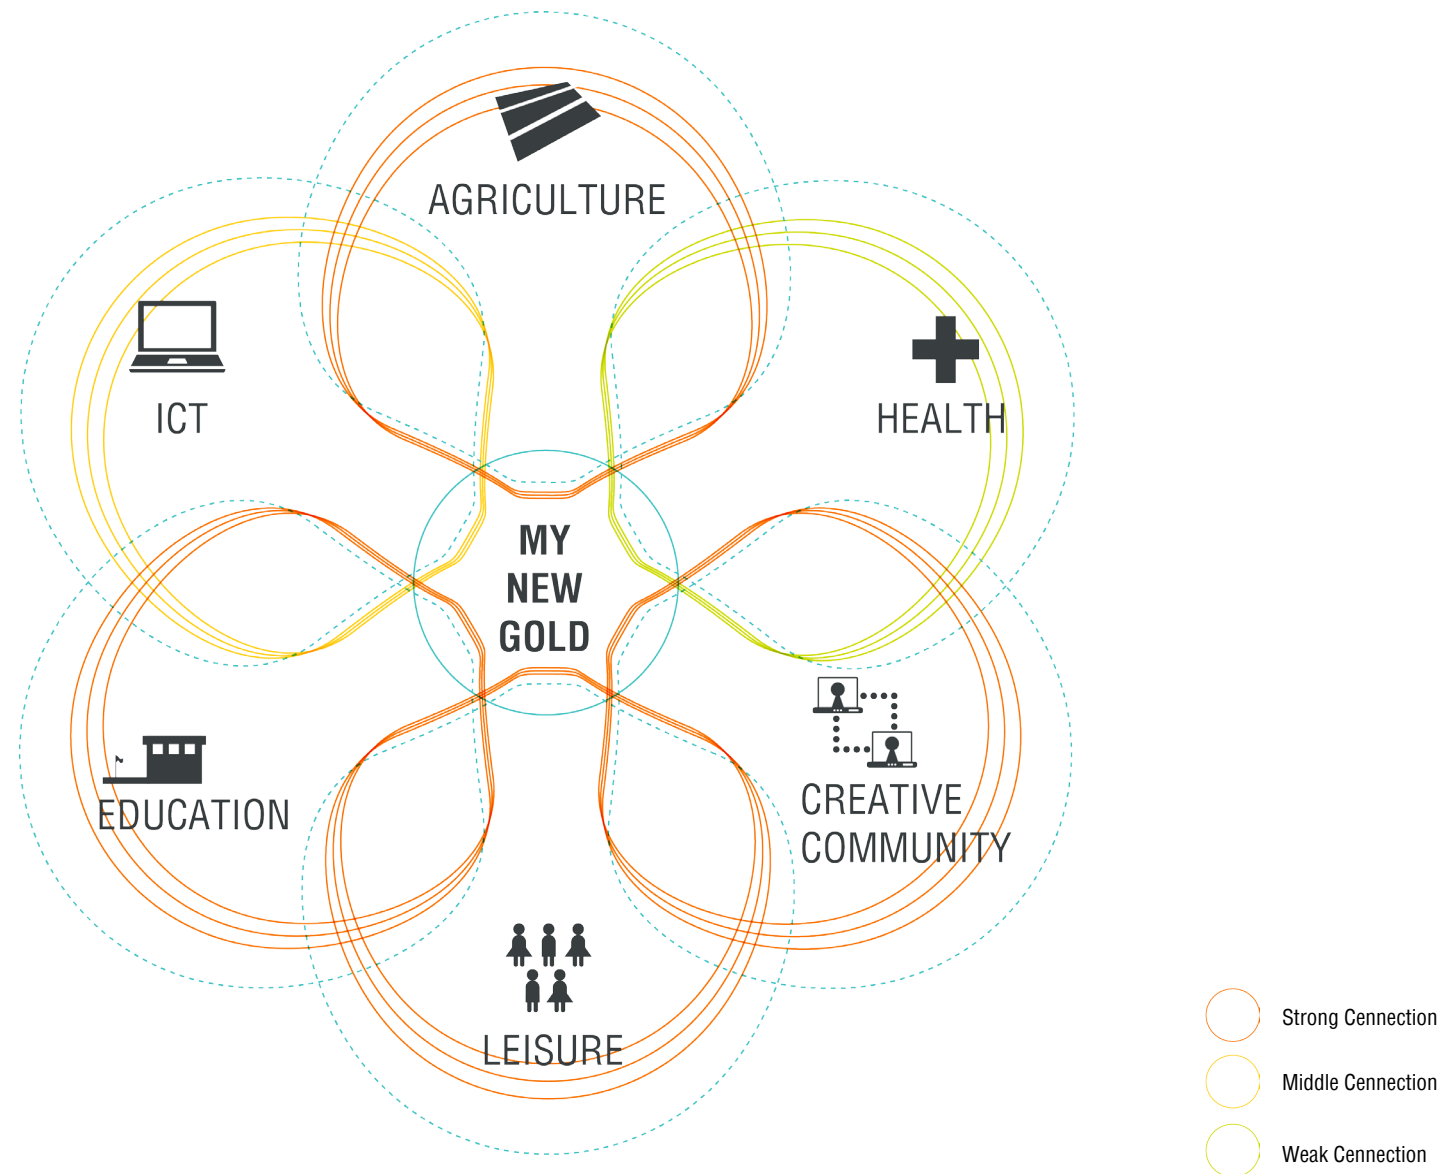 AGRICULTURE
ICT
HEALTH
MY
NEW
GOLD
EDUCATION
CREATIVE
COMMUNITY
LEISURE
Strong Cennection
Middle Cennection
Weak Cennection